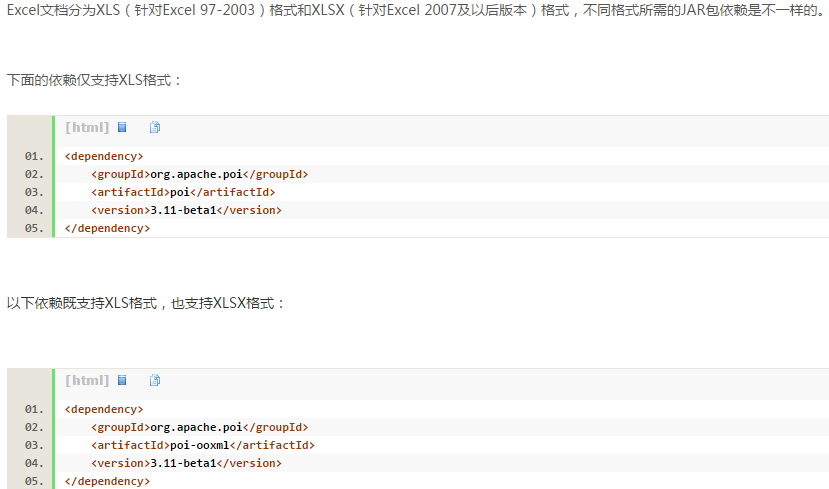 Excel文档分为XLS（针对Excel 97-2003）格式和XLSX（针对Excel 2007及以后版本）格式，不同格式所需的JAR包依赖是不一样的。
下面的依赖仅支持XLS格式：
[html]
01. <dependency>
02. <groupId>org.apache.poi</groupId>
03. <artifactId>poi</artifactId>
04. <version>3.11-beta1</version>
05. </dependency>
以下依赖既支持XLS格式，也支持XLSX格式：
[html]
01. <dependency>
02. <groupId>org.apache.poi</groupId>
03. <artifactId>poi-ooxml</artifactId>
04. <version>3.11-beta1</version>
05. </dependency>